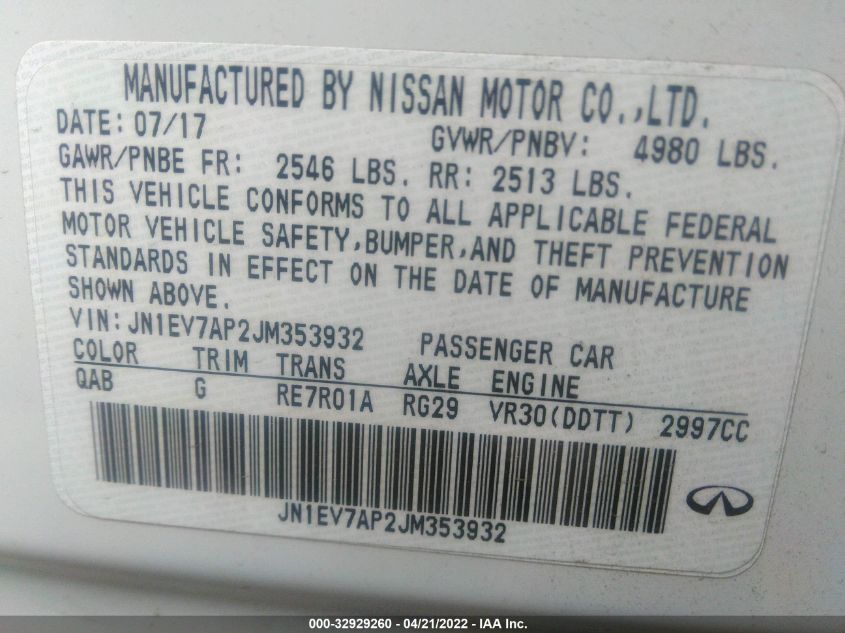 MANUFACTURED BY NISSAN MOTOR CO.,LTD.
DATE: 07/17 GVWR/PNBV: 4980 LBS.
GAWR/PNBE FR: 2546 LBS. RR: 2513 LBS.
THIS VEHICLE CONFORMS TO ALL APPLICABLE FEDERAL
MOTOR VEHICLE SAFETY,BUMPER,AND THEFT PREVENTION
STANDARDS IN EFFECT ON THE DATE OF MANUFACTURE
SHOWN ABOVE.
VIN:JN1EV7AP2JM353932 PASSENGER CAR
COLOR TRIM TRANS AXLE ENGINE
QAB G RE7R01A RG29 VR30(DDTT) 2997CC
JN1EV7AP2JM353932
000-32929260 - 04/21/2022 - IAA Inc.